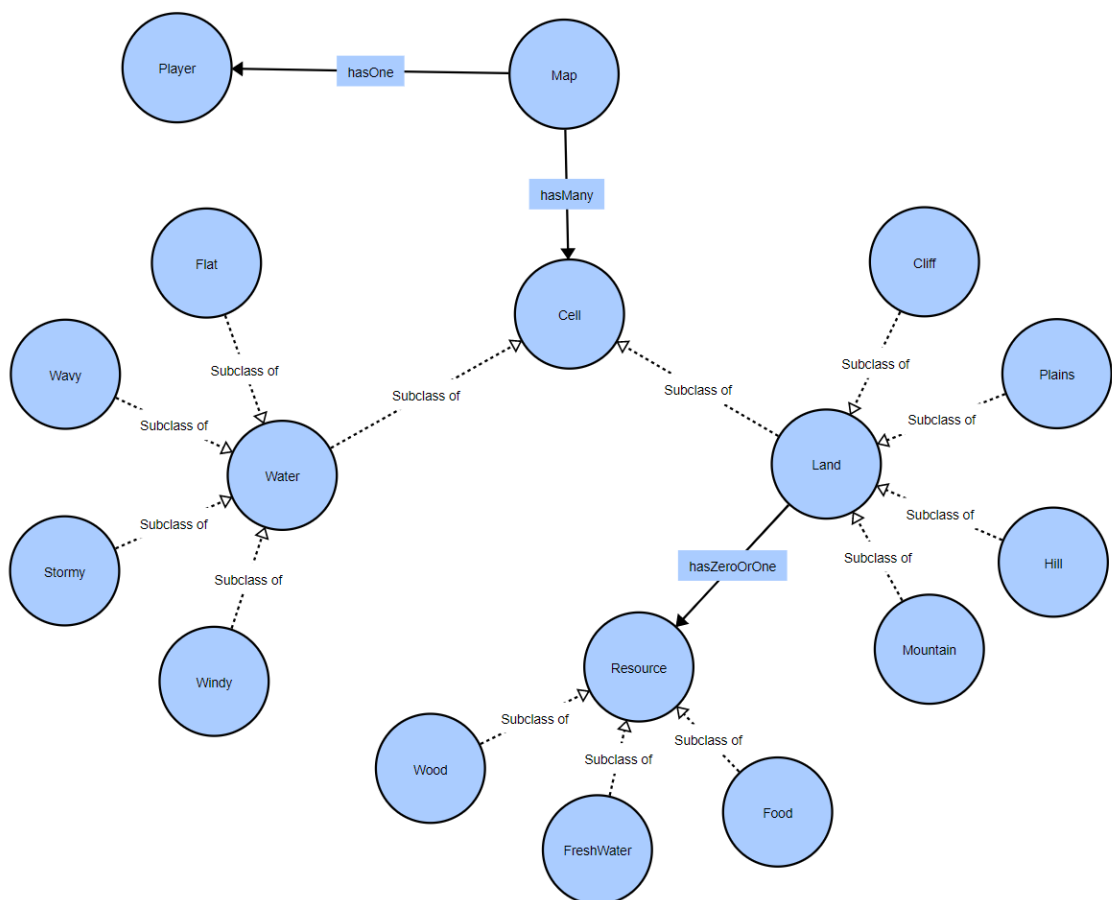 Player
hasOne
Map
hasMany
Flat
Cliff
Cell
Wavy
Subclass of
Subclass of
Plains
Subclass of
Subclass of
Subclass of
Subclass of
Water
Land
Subclass of
Subclass of
Stormy
Subclass of
hasZeroOrOne
Hill
Subclass of
Windy
Resource
Mountain
Subclass of
Subclass of
Subclass of
Wood
Food
FreshWater